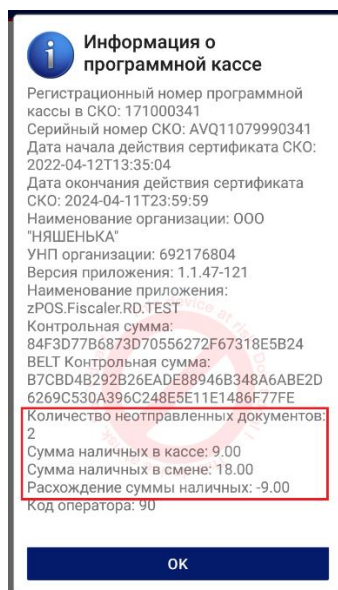 Информация о
программной кассе
Регистрационный номер программной
кассы в СКО: 171000341
Серийный номер СКО: AVQ11079990341
Дата начала действия сертификата СКО:
2022-04-12T13:35:04
Дата окончания действия сертификата
СКО: 2024-04-11T23:59:59
Наименование организации: ООО
"НЯШЕНЬКА"
УНП организации: 692176804
Версия приложения: 1.1.47-121
Наименование приложения:
zPOS.Fiscaler.RD.TEST
Контрольная сумма:
84F3D77B6873D70556272F67318E5B24
BELT Контрольная сумма:
B7CBD4B292B26EADE88946B348A6ABE2D
6269C530A396C248E5E11E1486F77FE
Количество неотправленных документов:
2
Сумма наличных в кассе: 9.00
Сумма наличных в смене: 18.00
Расхождение суммы наличных: -9.00
Код оператора: 90
OK